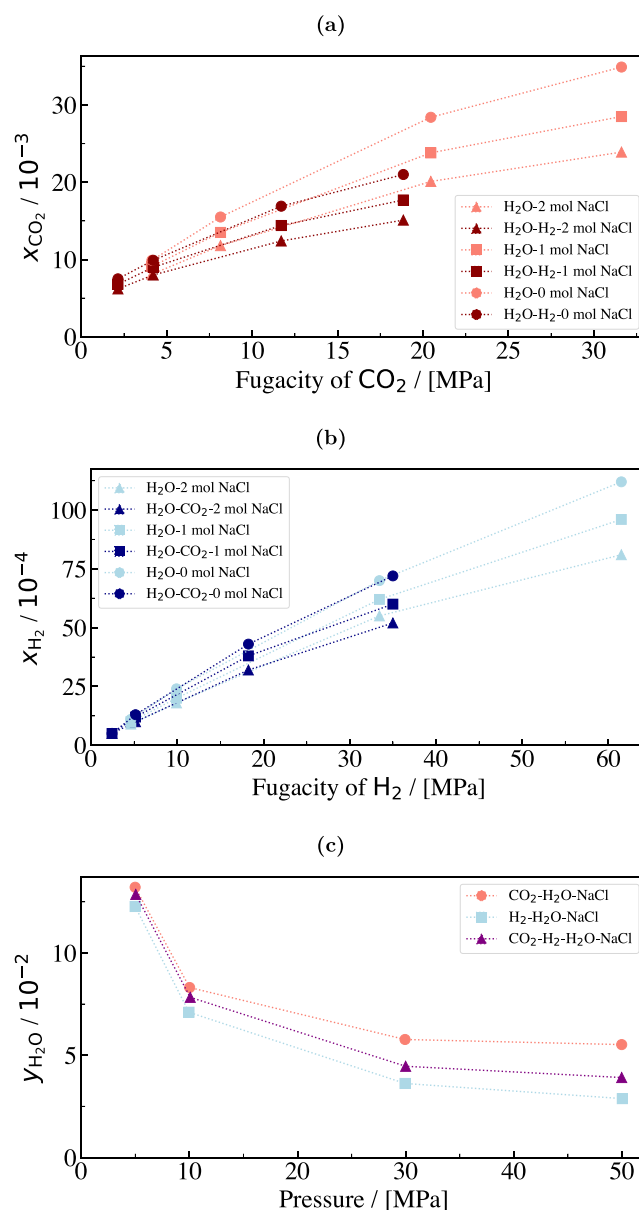 (a)
x_CO₂ / 10⁻³
30
20
10
0
0
5
10
15
20
25
30
Fugacity of CO₂ / [MPa]
H₂O-2 mol NaCl
H₂O-H₂-2 mol NaCl
H₂O-1 mol NaCl
H₂O-H₂-1 mol NaCl
H₂O-0 mol NaCl
H₂O-H₂-0 mol NaCl
(b)
x_H₂ / 10⁻⁴
100
75
50
25
0
0
10
20
30
40
50
60
Fugacity of H₂ / [MPa]
H₂O-2 mol NaCl
H₂O-CO₂-2 mol NaCl
H₂O-1 mol NaCl
H₂O-CO₂-1 mol NaCl
H₂O-0 mol NaCl
H₂O-CO₂-0 mol NaCl
(c)
y_H₂O / 10⁻²
10
5
0
0
10
20
30
40
50
Pressure / [MPa]
CO₂-H₂O-NaCl
H₂-H₂O-NaCl
CO₂-H₂-H₂O-NaCl